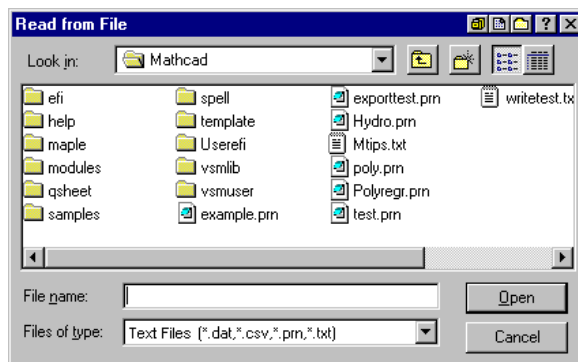 Read from File
Look in: Mathcad
efi spell exporttest.prn writetest.tx
help template Hydro.prn
maple Userefi Mtips.txt
modules vsmlib poly.prn
qsheet vsmuser Polyregr.prn
samples example.prn test.prn
File name: Open
Files of type: Text Files (*.dat,*.csv,*.prn,*.txt) Cancel